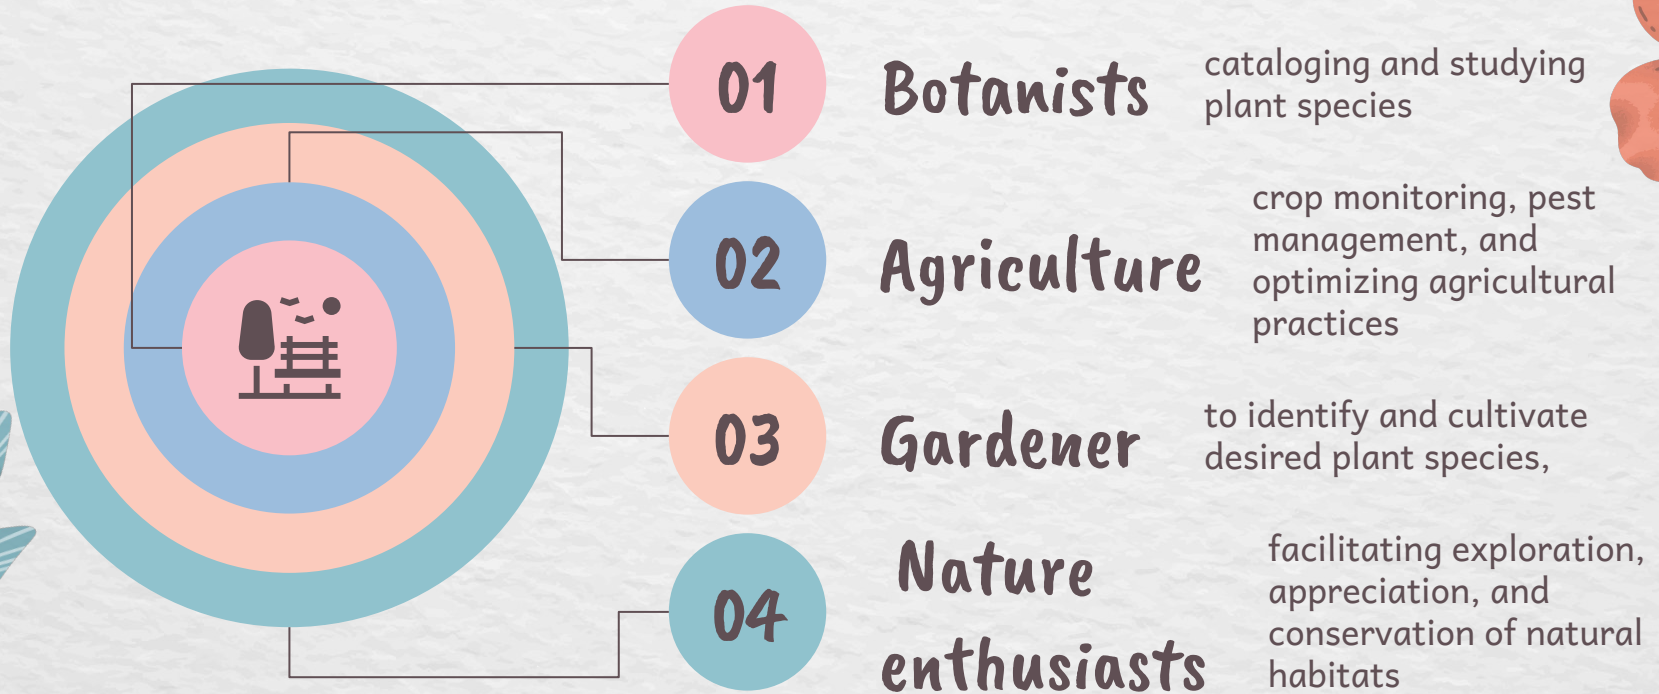 01
Botanists
cataloging and studying
plant species
02
Agriculture
crop monitoring, pest
management, and
optimizing agricultural
practices
03
Gardener
to identify and cultivate
desired plant species,
04
Nature
enthusiasts
facilitating exploration,
appreciation, and
conservation of natural
habitats